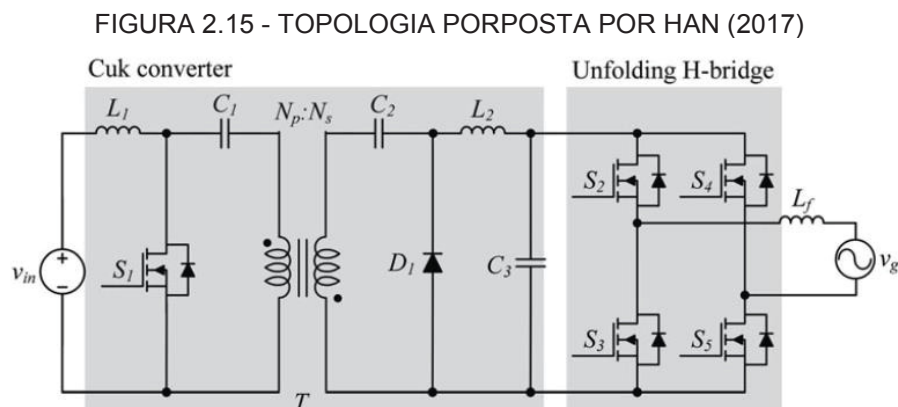 FIGURA 2.15 - TOPOLOGIA PORPOSTA POR HAN (2017)
Cuk converter
Unfolding H-bridge
L1
C1
Np:Ns
C2
L2
S2
S4
Lf
vin
S1
D1
C3
vg
S3
S5
T